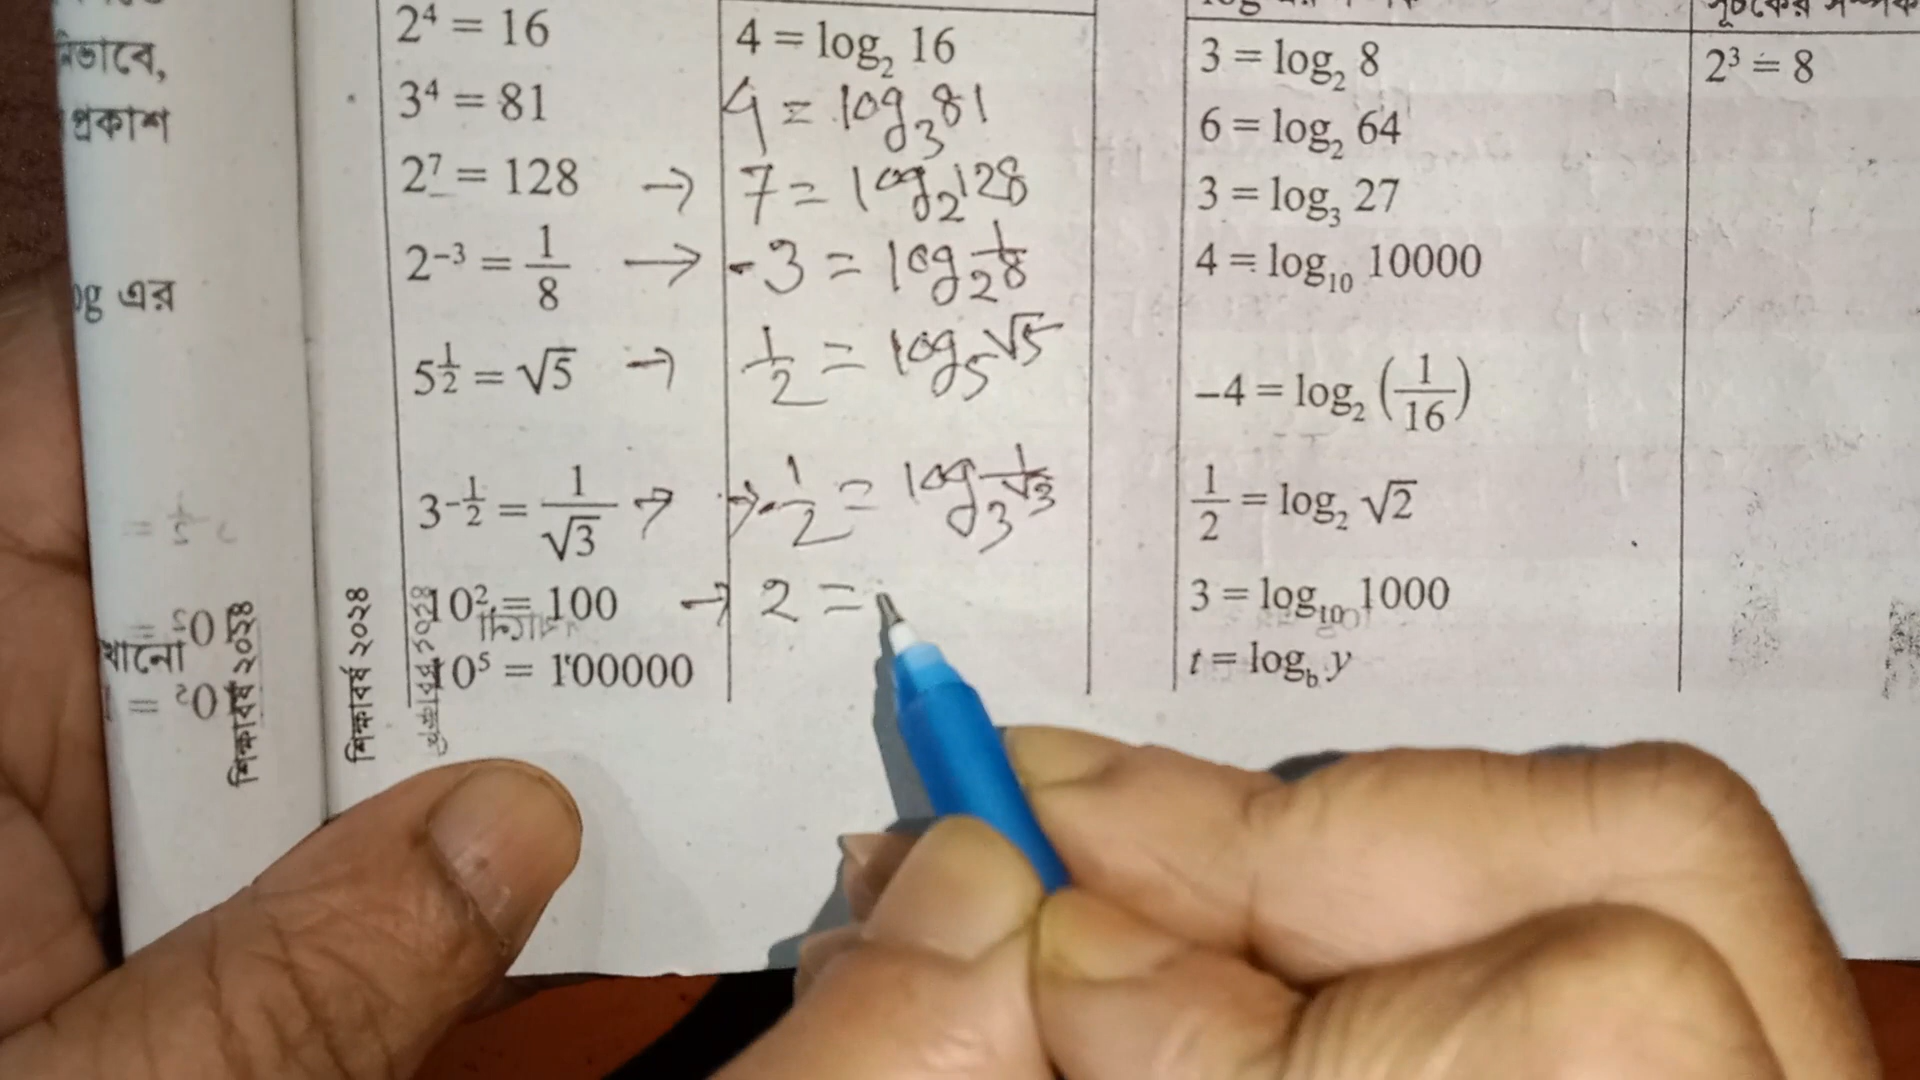 নিভাবে,
প্রকাশ
og এর
খানো
শিক্ষাবর্ষ ২০২৪
শিক্ষাবর্ষ ২০২৪
2⁴ = 16
4 = log₂ 16
3⁴ = 81
4 = log₃ 81
2⁷ = 128 → 7 = log₂ 128
2⁻³ = 1/8 → -3 = log₂ 1/8
5^(1/2) = √5 → 1/2 = log₅ √5
3^(-1/2) = 1/√3 → → -1/2 = log₃ 1/√3
10² = 100 → 2 =
10⁵ = 100000
3 = log₂ 8
2³ = 8
6 = log₂ 64
3 = log₃ 27
4 = log₁₀ 10000
–4 = log₂ (1/16)
1/2 = log₂ √2
3 = log₁₀ 1000
t = log_b y